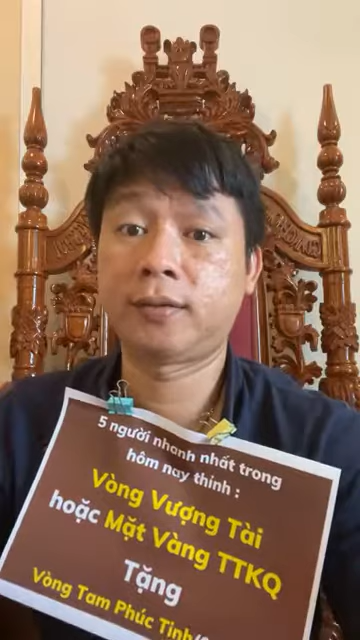 5 người nhanh nhất trong
hôm nay thỉnh :
Vòng Vượng Tài
hoặc Mặt Vàng TTKQ
Tặng
Vòng Tam Phúc Tinh